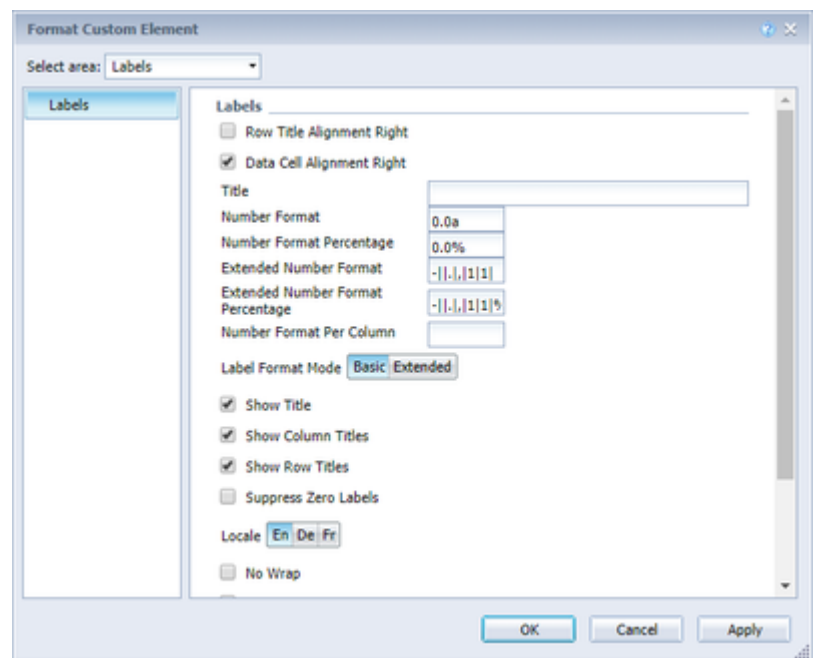 Format Custom Element
Select area: Labels
Labels
Labels
Row Title Alignment Right
Data Cell Alignment Right
Title
Number Format 0.0a
Number Format Percentage 0.0%
Extended Number Format -||.|,|1|1|
Extended Number Format
Percentage -||.|,|1|1|%
Number Format Per Column
Label Format Mode Basic Extended
Show Title
Show Column Titles
Show Row Titles
Suppress Zero Labels
Locale En De Fr
No Wrap
OK Cancel Apply